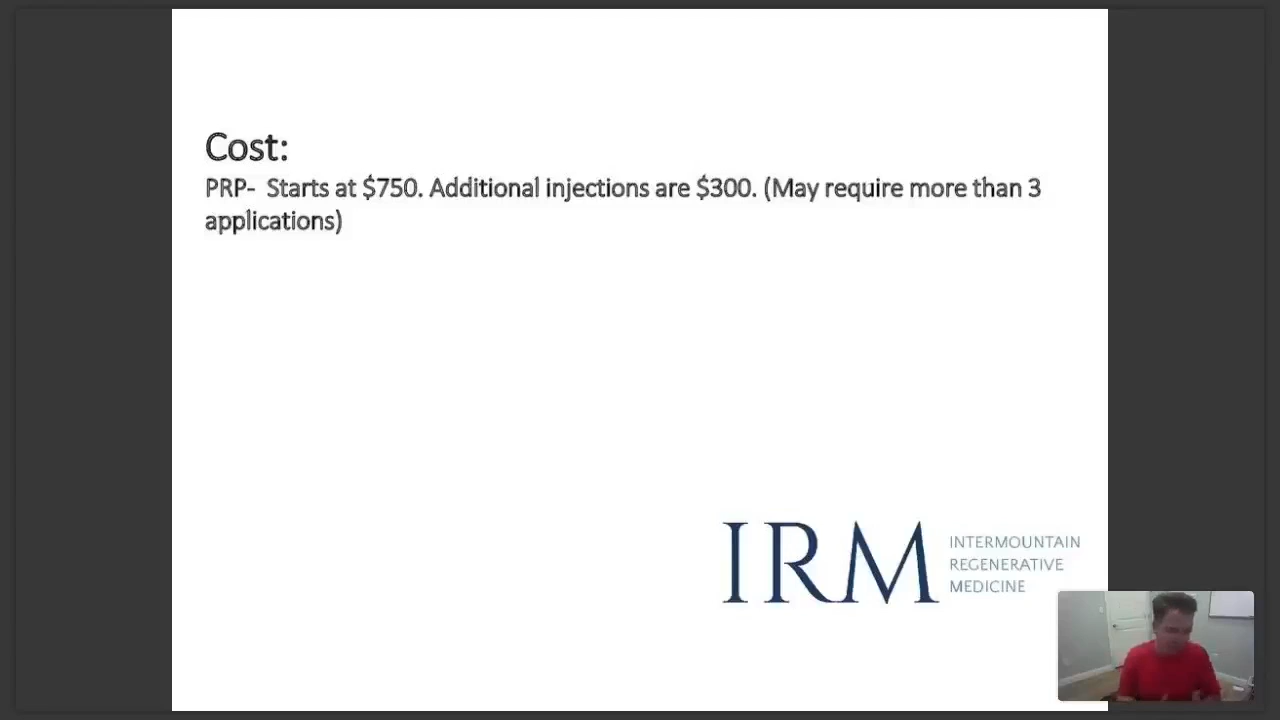 Cost:
PRP- Starts at $750. Additional injections are $300. (May require more than 3
applications)
IRM
INTERMOUNTAIN
REGENERATIVE
MEDICINE